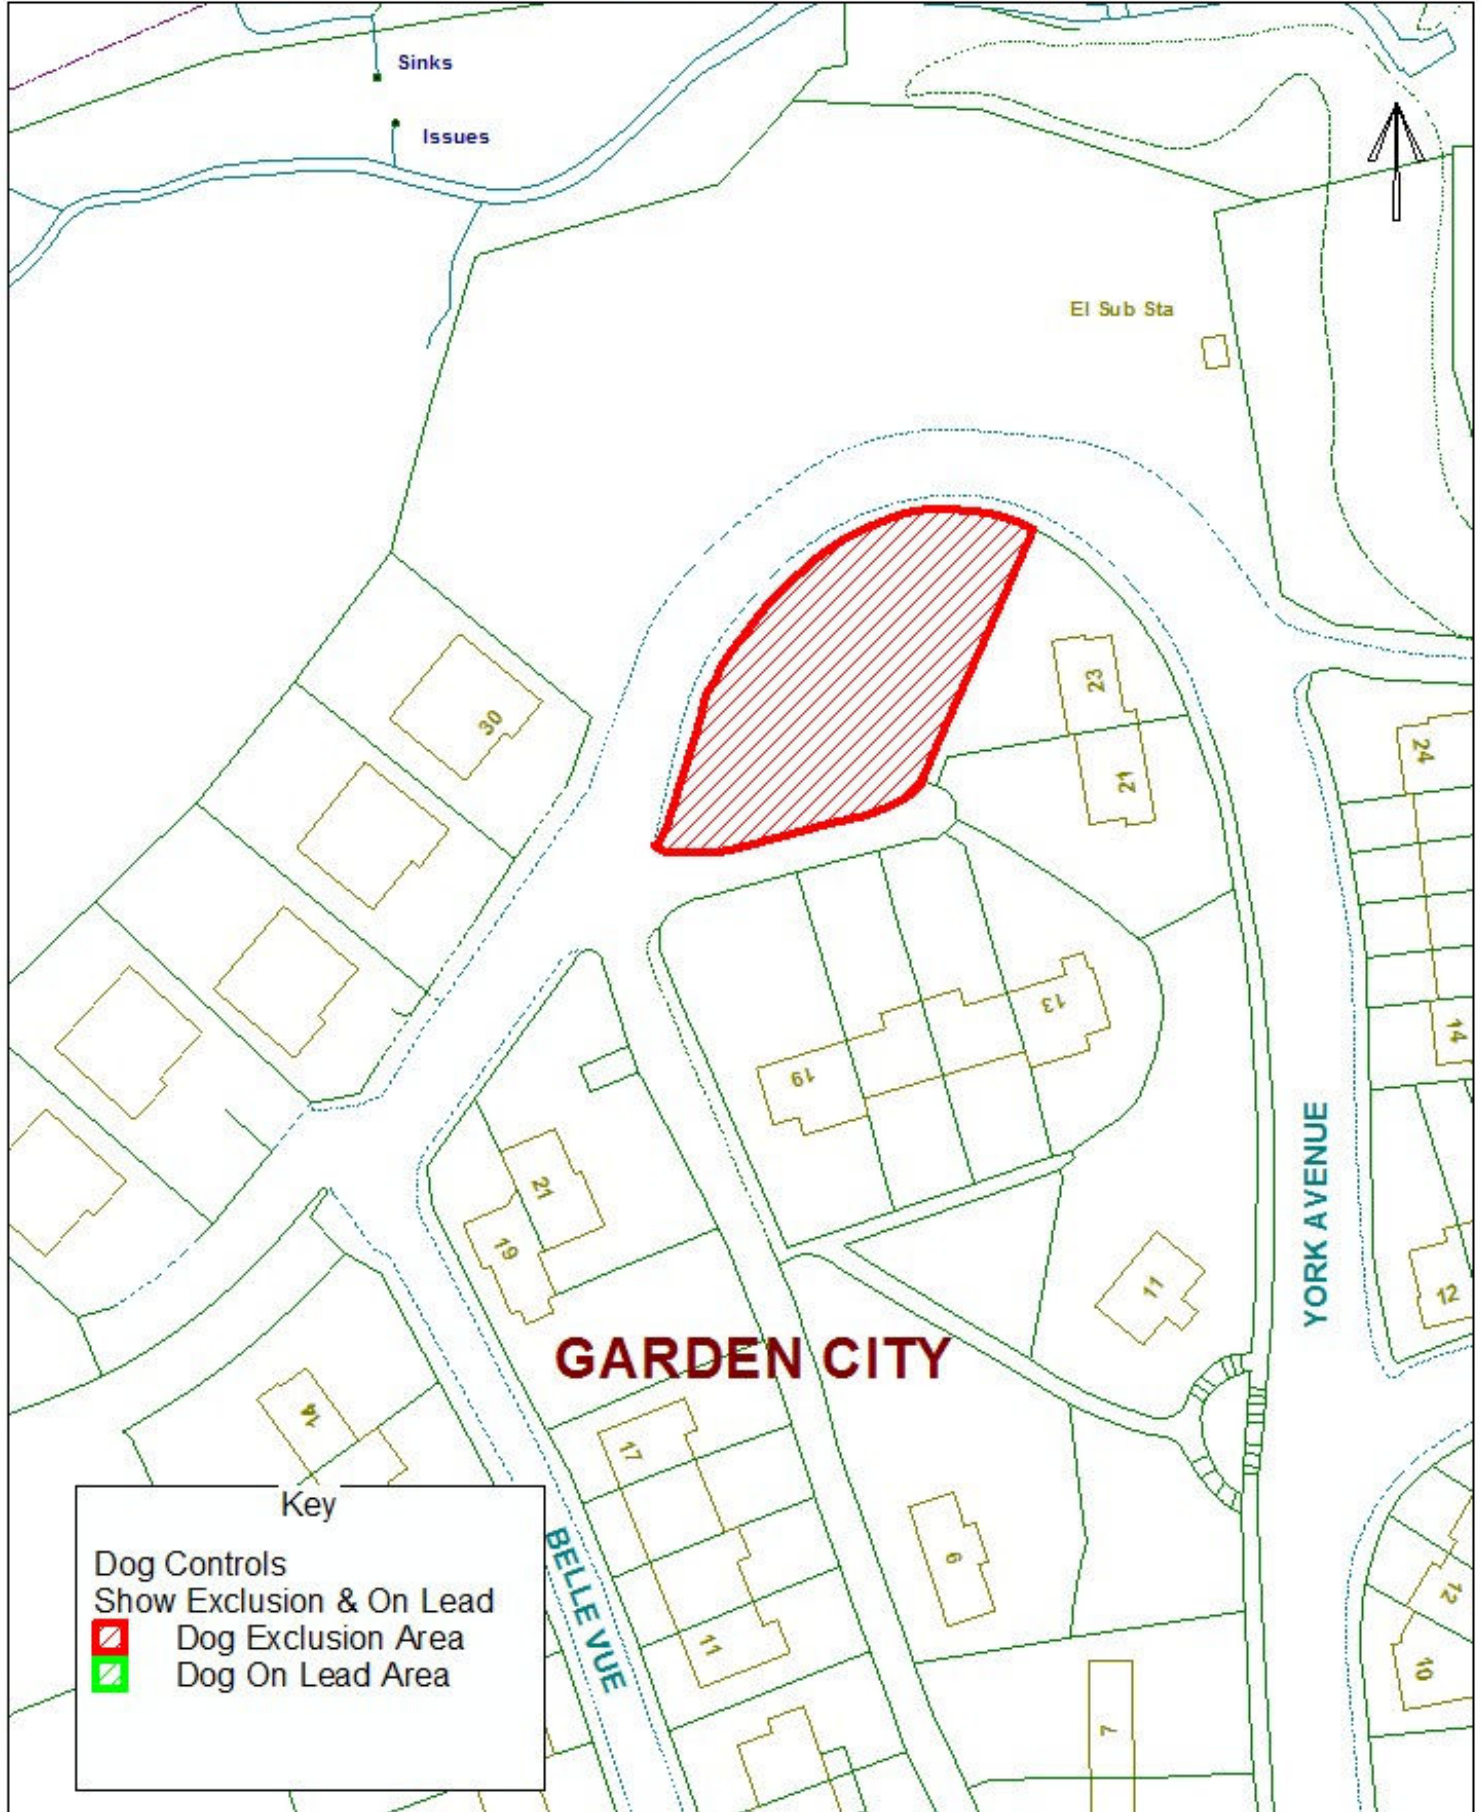 Sinks
Issues
El Sub Sta
23
30
24
21
13
14
19
YORK AVENUE
21
19
11
12
GARDEN CITY
14
17
6
12
11
10
7
BELLE VUE
Key
Dog Controls
Show Exclusion & On Lead
Dog Exclusion Area
Dog On Lead Area